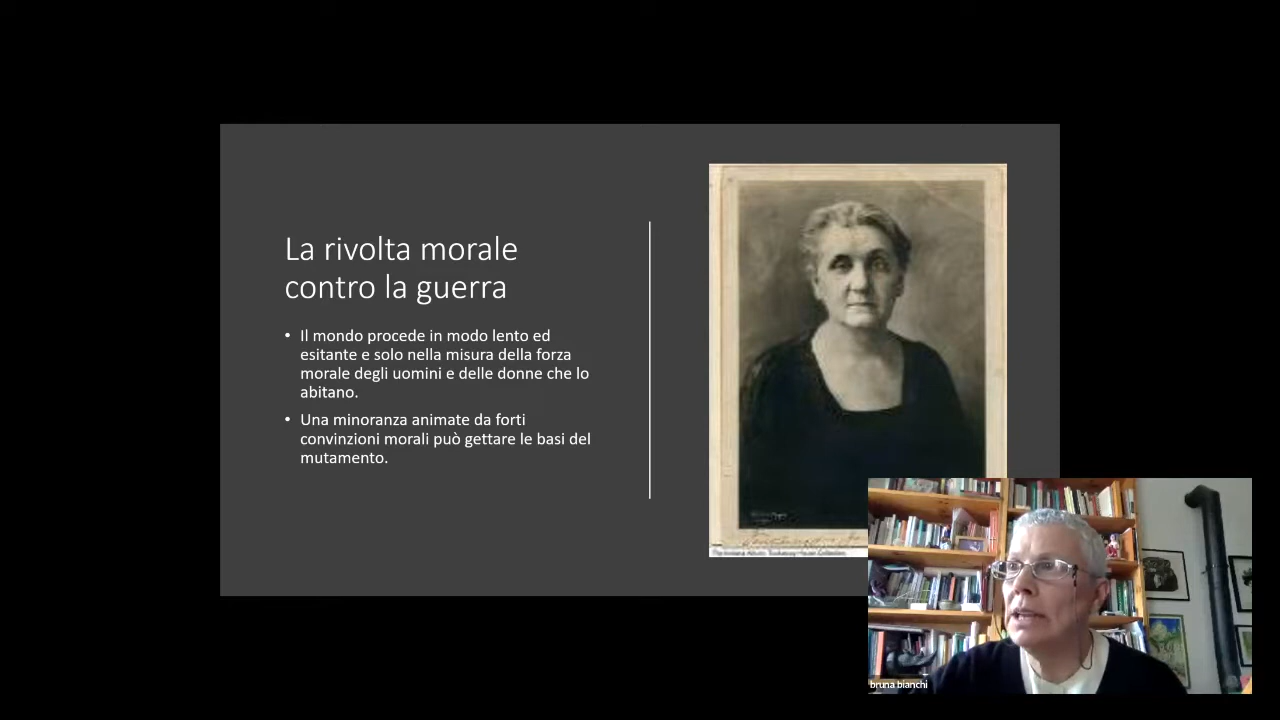 La rivolta morale
contro la guerra
• Il mondo procede in modo lento ed
esitante e solo nella misura della forza
morale degli uomini e delle donne che lo
abitano.
• Una minoranza animate da forti
convinzioni morali può gettare le basi del
mutamento.
bruna bianchi